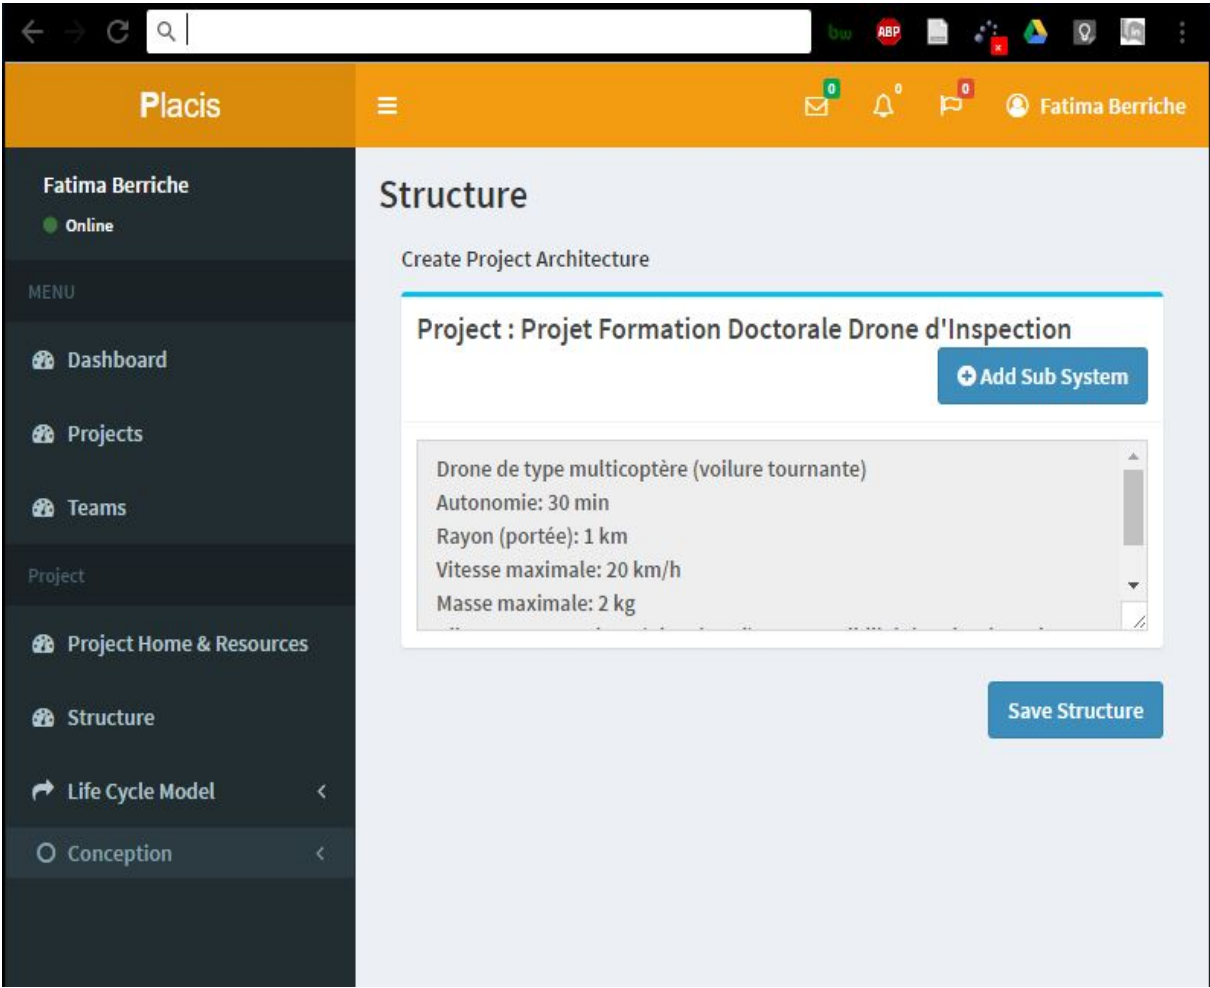 bw
ABP
Placis
0
0
0
Fatima Berriche
Fatima Berriche
Online
MENU
Dashboard
Projects
Teams
Project
Project Home & Resources
Structure
Life Cycle Model
Conception
Structure
Create Project Architecture
Project : Projet Formation Doctorale Drone d'Inspection
Add Sub System
Drone de type multicoptère (voilure tournante)
Autonomie: 30 min
Rayon (portée): 1 km
Vitesse maximale: 20 km/h
Masse maximale: 2 kg
Save Structure